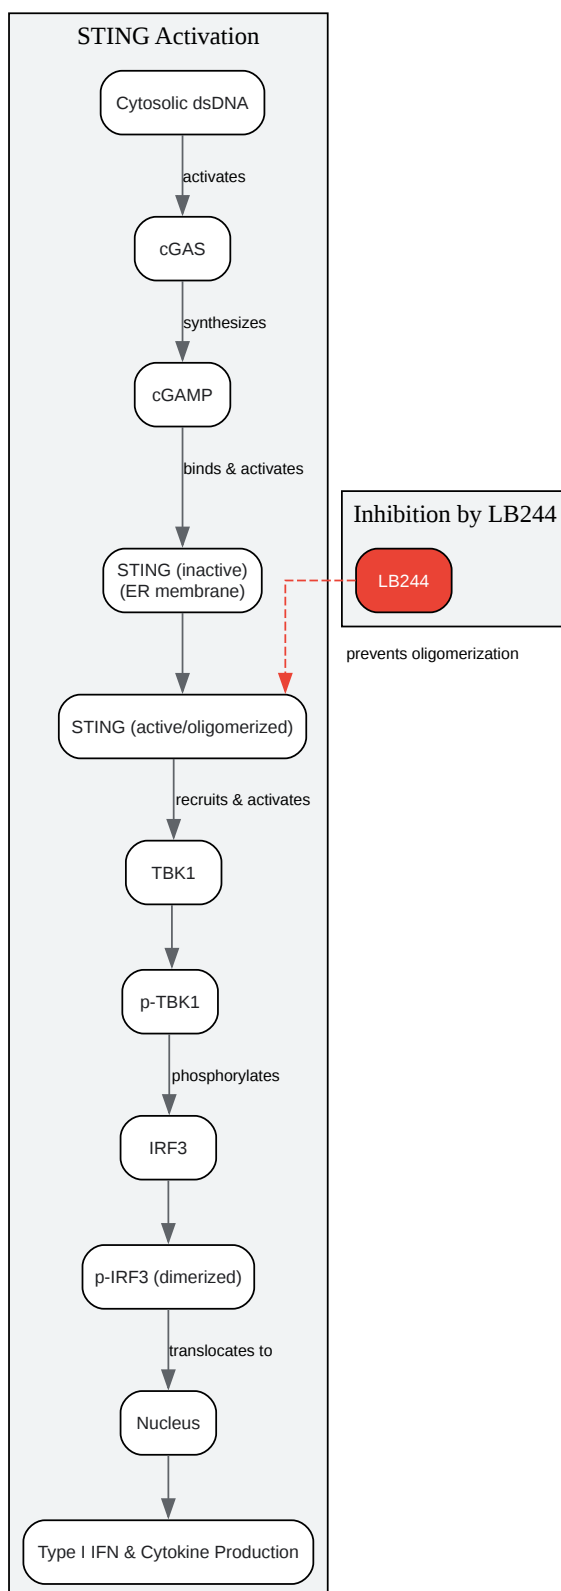 STING Activation
Cytosolic dsDNA
activates
cGAS
synthesizes
cGAMP
binds & activates
Inhibition by LB244
STING (inactive)
(ER membrane)
LB244
prevents oligomerization
STING (active/oligomerized)
recruits & activates
TBK1
p-TBK1
phosphorylates
IRF3
p-IRF3 (dimerized)
translocates to
Nucleus
Type I IFN & Cytokine Production